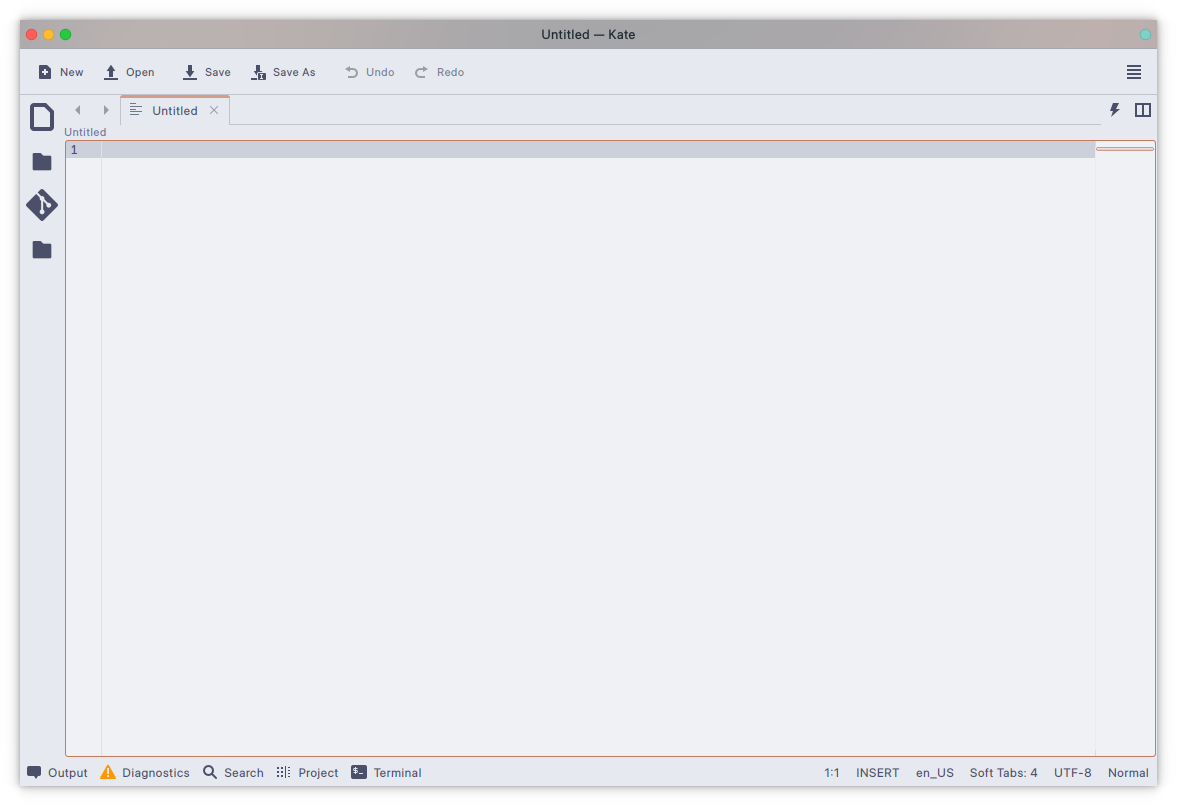 Untitled — Kate
New Open Save Save As Undo Redo
Untitled
Untitled
1
Output Diagnostics Search Project $_ Terminal 1:1 INSERT en_US Soft Tabs: 4 UTF-8 Normal